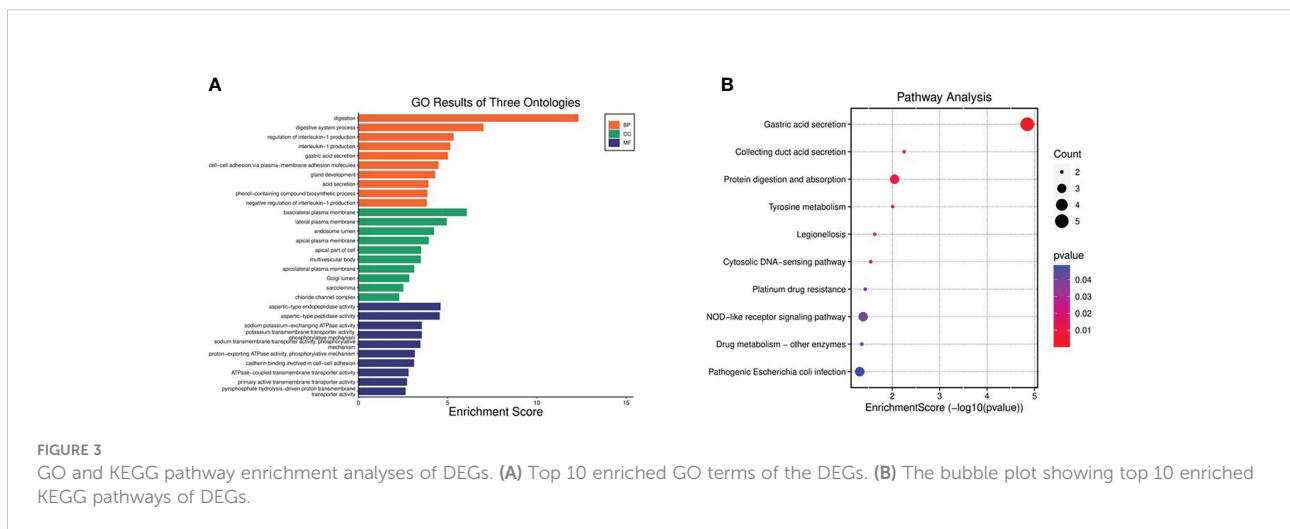 A
GO Results of Three Ontologies
digestion
digestive system process
regulation of interleukin−1 production
interleukin−1 production
gastric acid secretion
cell−cell adhesion via plasma−membrane adhesion molecules
gland development
acid secretion
phenol−containing compound biosynthetic process
negative regulation of interleukin−1 production
basolateral plasma membrane
lateral plasma membrane
endosome lumen
apical plasma membrane
apical part of cell
multivesicular body
apicolateral plasma membrane
Golgi lumen
sarcolemma
chloride channel complex
aspartic−type endopeptidase activity
aspartic−type peptidase activity
sodium:potassium−exchanging ATPase activity
potassium transmembrane transporter activity,
phosphorylative mechanism
sodium transmembrane transporter activity, phosphorylative
mechanism
proton−exporting ATPase activity, phosphorylative mechanism
cadherin binding involved in cell−cell adhesion
ATPase−coupled transmembrane transporter activity
primary active transmembrane transporter activity
pyrophosphate hydrolysis−driven proton transmembrane
transporter activity
0 5 10 15
Enrichment Score
BP
CC
MF
B
Pathway Analysis
Gastric acid secretion
Collecting duct acid secretion
Protein digestion and absorption
Tyrosine metabolism
Legionellosis
Cytosolic DNA−sensing pathway
Platinum drug resistance
NOD−like receptor signaling pathway
Drug metabolism − other enzymes
Pathogenic Escherichia coli infection
2 3 4 5
EnrichmentScore (−log10(pvalue))
Count
2
3
4
5
pvalue
0.04
0.03
0.02
0.01
FIGURE 3
GO and KEGG pathway enrichment analyses of DEGs. (A) Top 10 enriched GO terms of the DEGs. (B) The bubble plot showing top 10 enriched
KEGG pathways of DEGs.